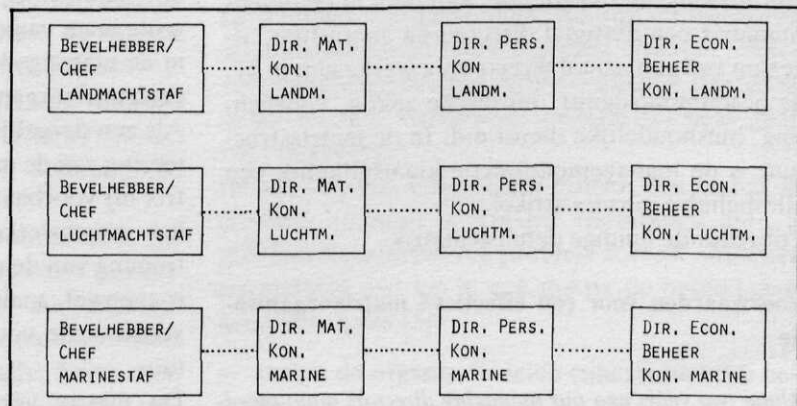 BEVELHEBBER/
CHEF
LANDMACHTSTAF
DIR. MAT.
KON.
LANDM.
DIR. PERS.
KON.
LANDM.
DIR. ECON.
BEHEER
KON. LANDM.
BEVELHEBBER/
CHEF
LUCHTMACHTSTAF
DIR. MAT.
KON.
LUCHTM.
DIR. PERS.
KON.
LUCHTM.
DIR. ECON.
BEHEER
KON. LUCHTM.
BEVELHEBBER/
CHEF
MARINESTAF
DIR. MAT.
KON.
MARINE
DIR. PERS.
KON.
MARINE
DIR. ECON.
BEHEER
KON. MARINE